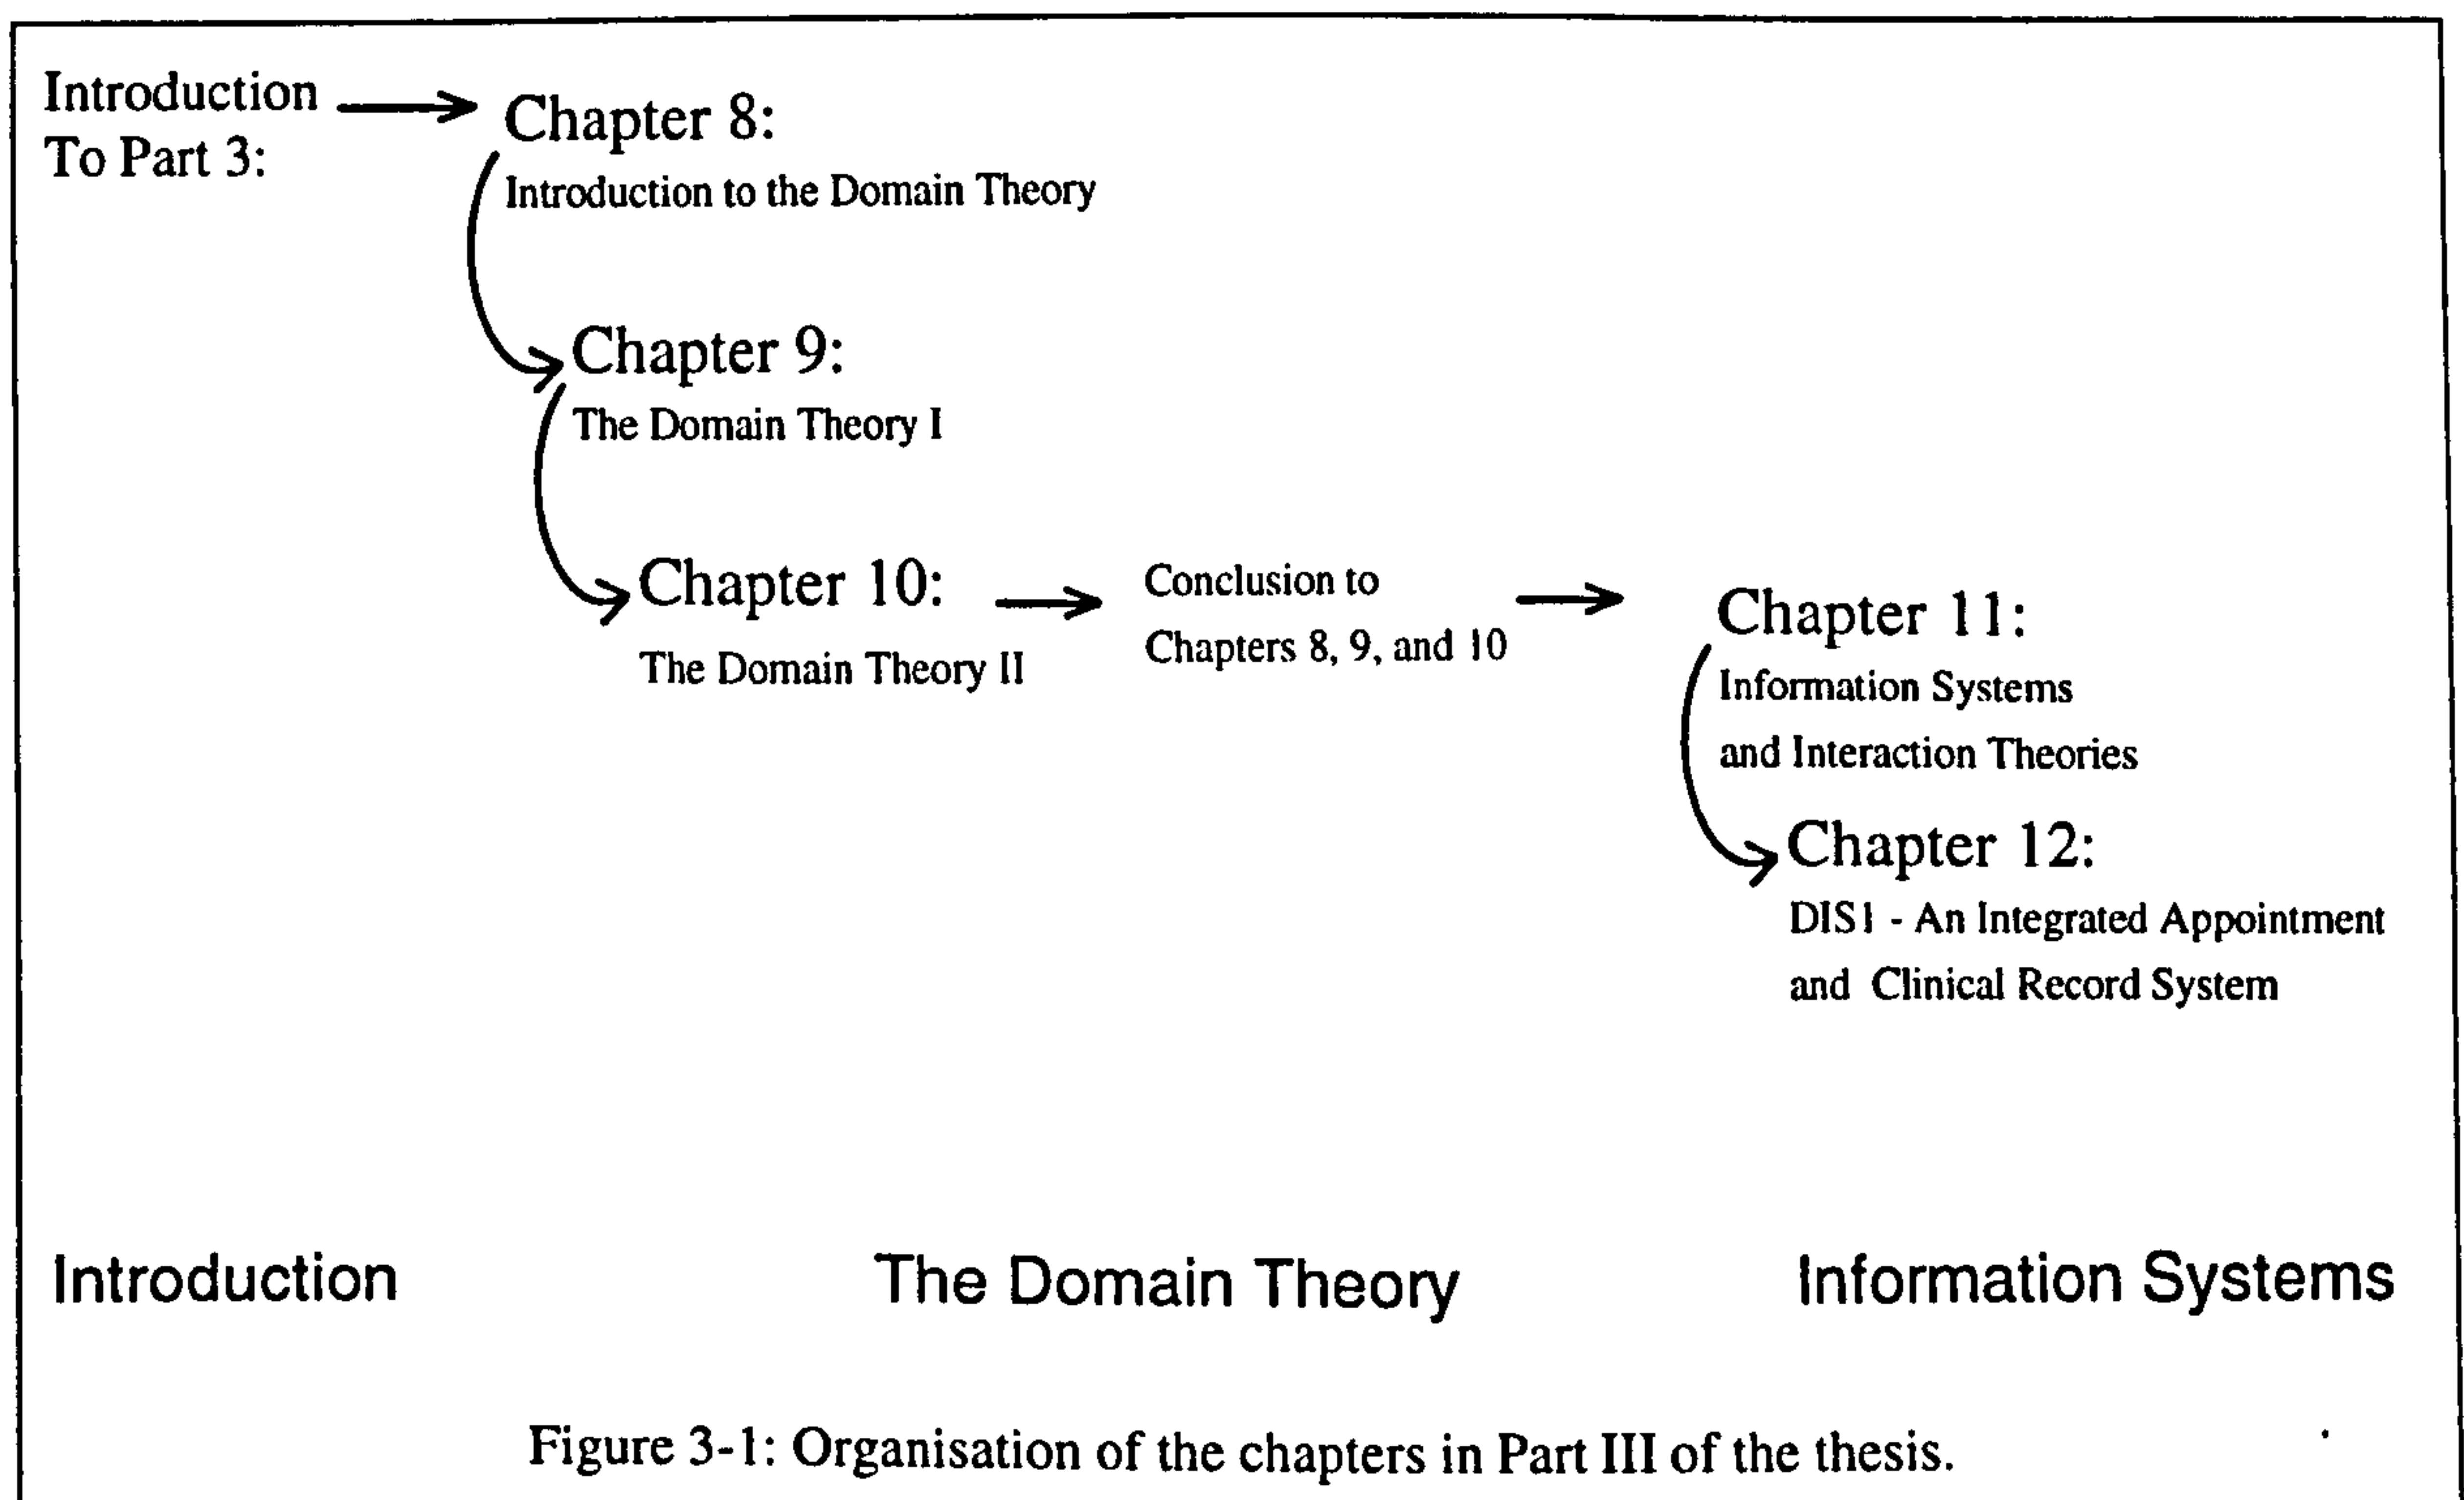 Introduction
To Part 3:
Chapter 8:
Introduction to the Domain Theory
Chapter 9:
The Domain Theory I
Chapter 10:
The Domain Theory II
Conclusion to
Chapters 8, 9, and 10
Chapter 11:
Information Systems
and Interaction Theories
Chapter 12:
DIS1 - An Integrated Appointment
and Clinical Record System
Introduction
The Domain Theory
Information Systems
Figure 3-1: Organisation of the chapters in Part III of the thesis.